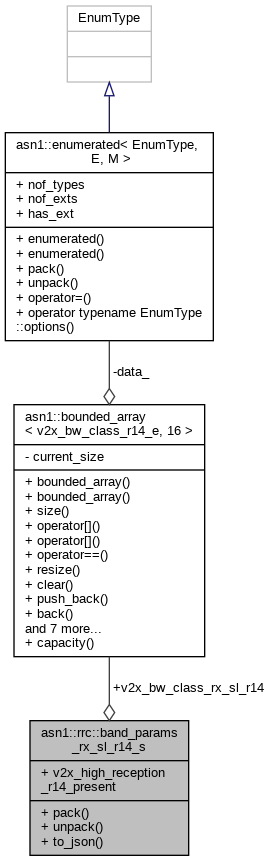 EnumType
asn1::enumerated< EnumType,
E, M >
+ nof_types
+ nof_exts
+ has_ext
+ enumerated()
+ enumerated()
+ pack()
+ unpack()
+ operator=()
+ operator typename EnumType
::options()
-data_
asn1::bounded_array
< v2x_bw_class_r14_e, 16 >
- current_size
+ bounded_array()
+ bounded_array()
+ size()
+ operator[]()
+ operator[]()
+ operator==()
+ resize()
+ clear()
+ push_back()
+ back()
and 7 more...
+ capacity()
+v2x_bw_class_rx_sl_r14
asn1::rrc::band_params
_rx_sl_r14_s
+ v2x_high_reception
_r14_present
+ pack()
+ unpack()
+ to_json()